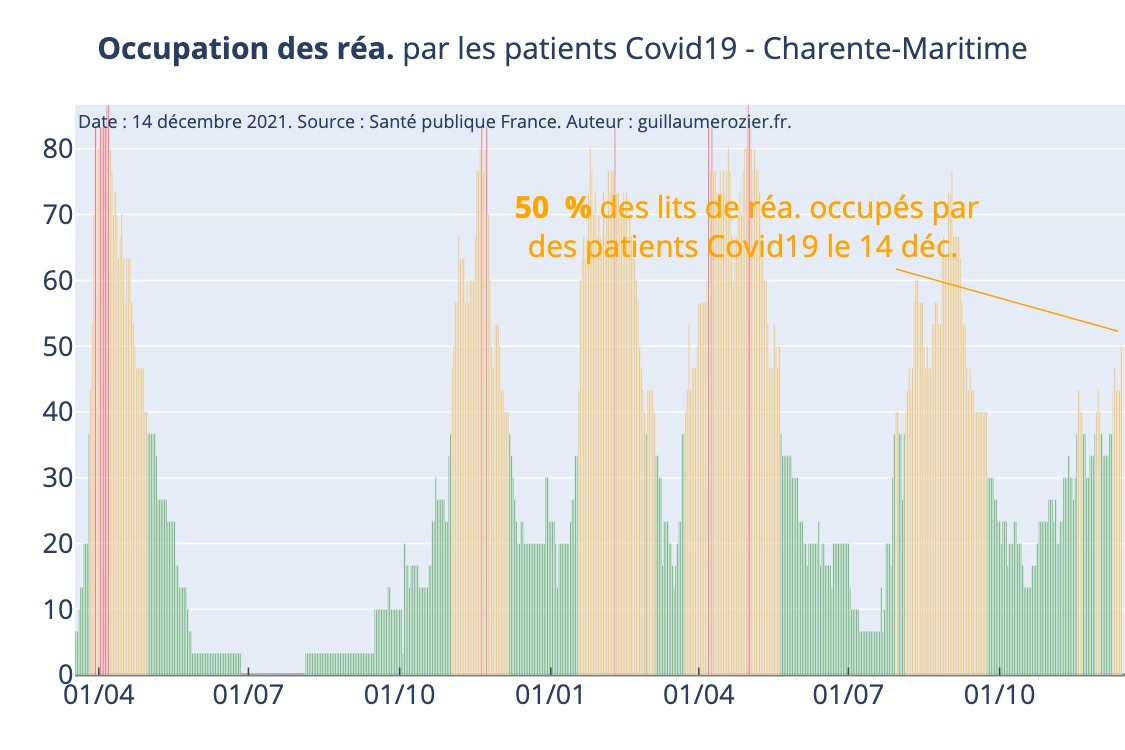 Occupation des réa. par les patients Covid19 - Charente-Maritime
Date : 14 décembre 2021. Source : Santé publique France. Auteur : guillaumerozier.fr.
80
70
50 % des lits de réa. occupés par
des patients Covid19 le 14 déc.
60
50
40
30
20
10
0
01/04 01/07 01/10 01/01 01/04 01/07 01/10